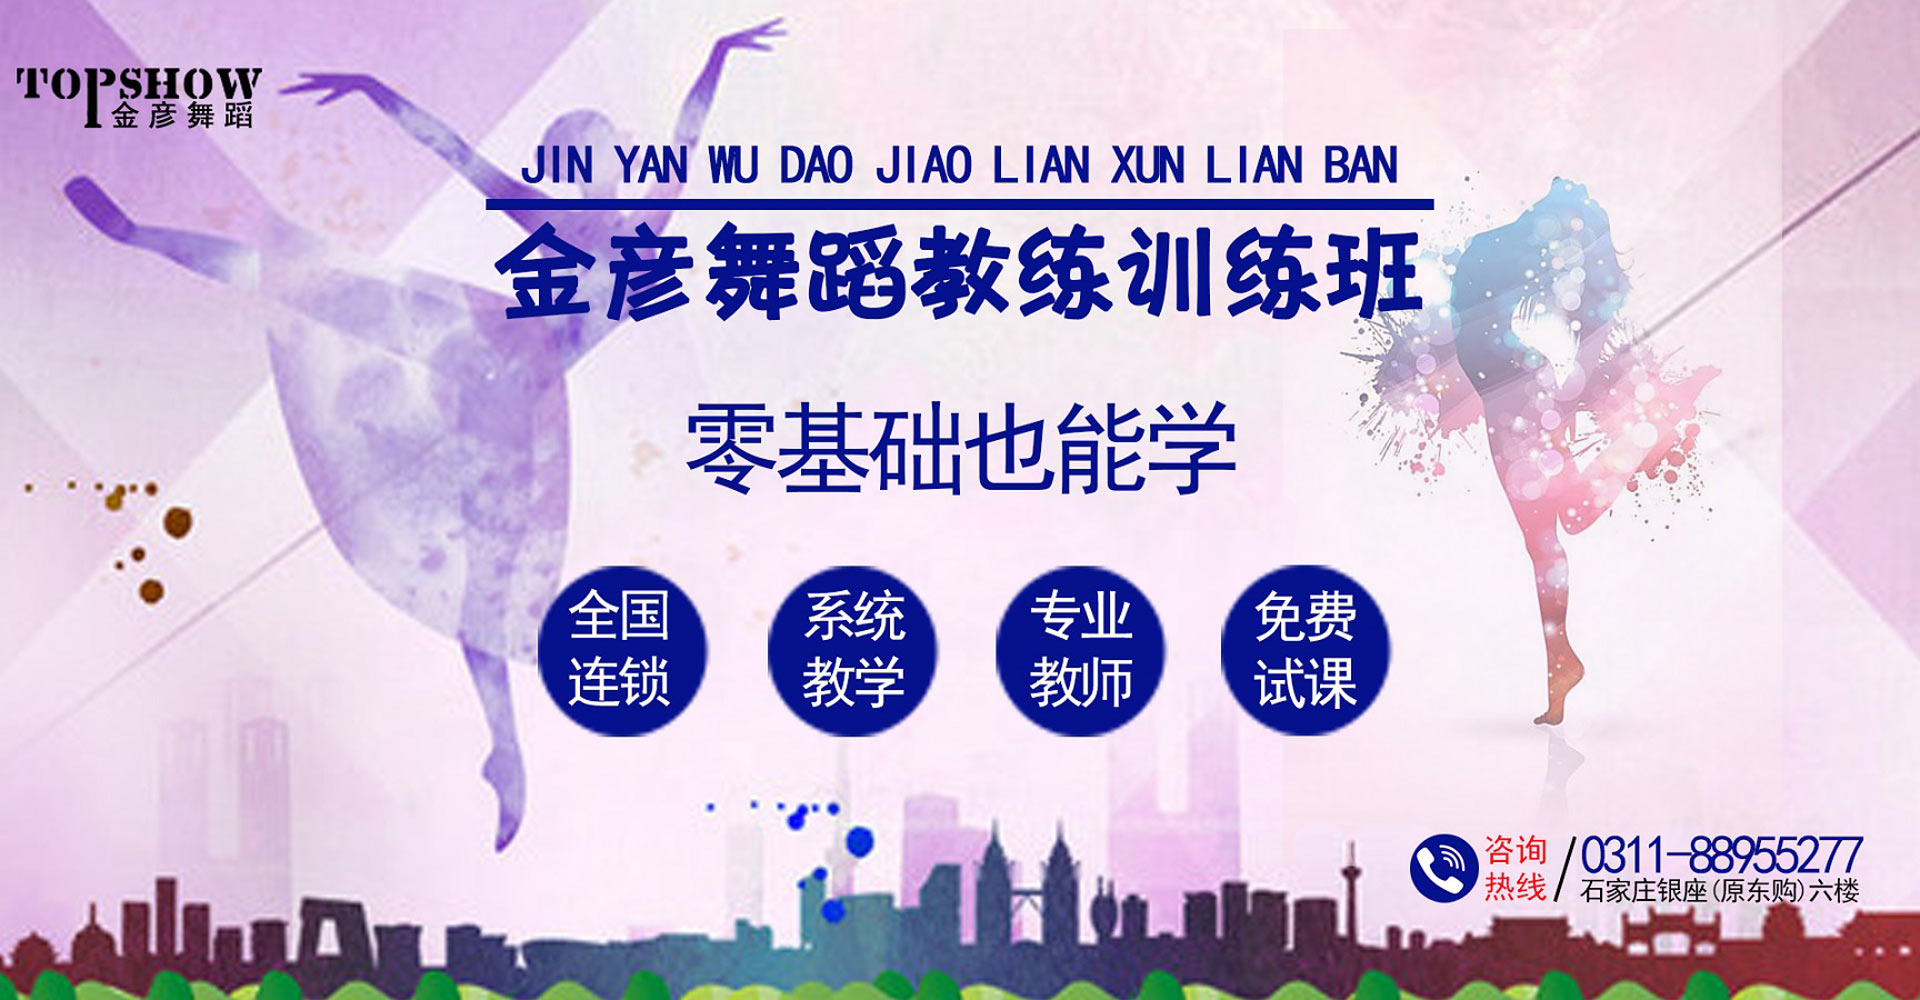 TOPSHOW
金彦舞蹈
JIN YAN WU DAO JIAO LIAN XUN LIAN BAN
金彦舞蹈教练训练班
零基础也能学
全国
连锁
系统
教学
专业
教师
免费
试课
咨询
热线
0311-88955277
石家庄银座(原东购)六楼